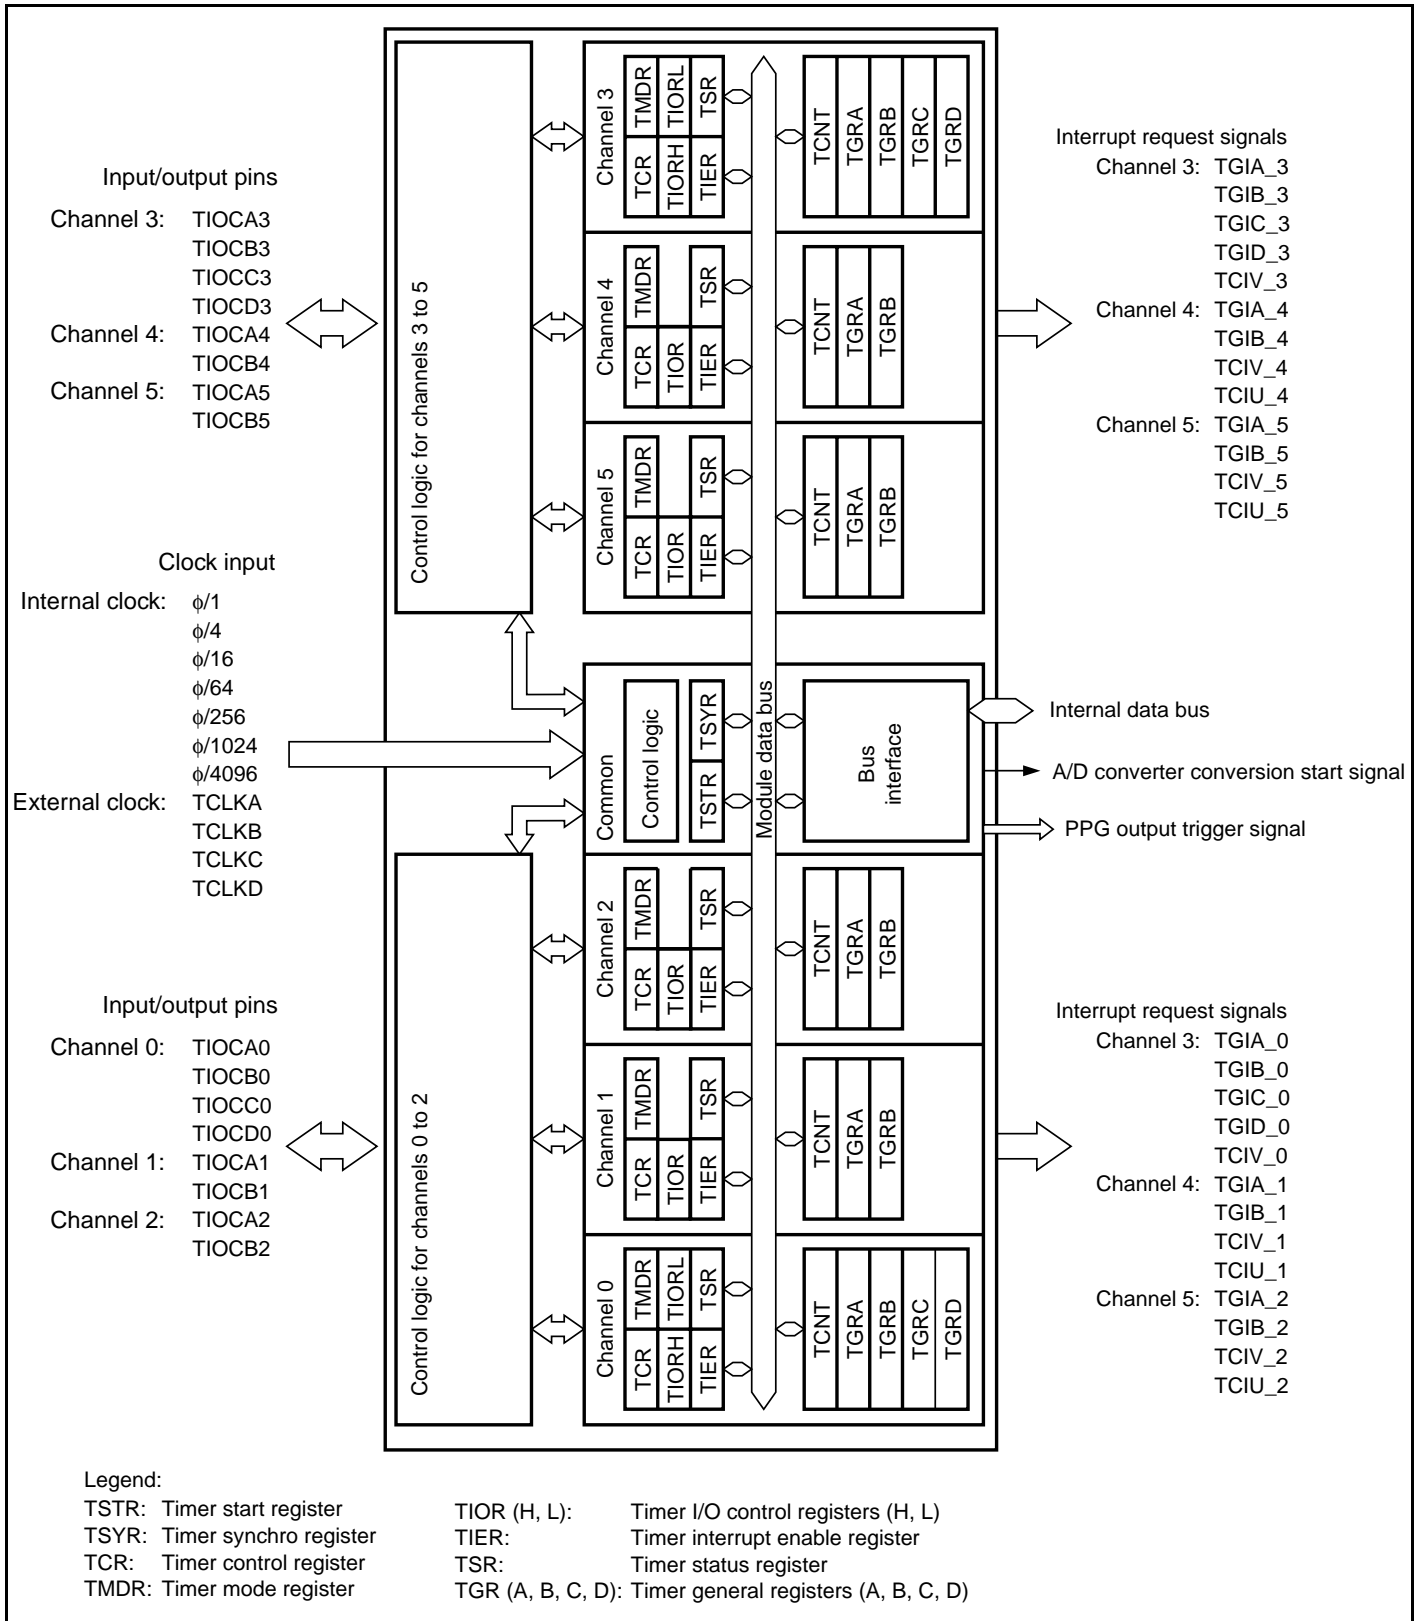 Input/output pins
Channel 3: TIOCA3
TIOCB3
TIOCC3
TIOCD3
Channel 4: TIOCA4
TIOCB4
Channel 5: TIOCA5
TIOCB5
Clock input
Internal clock: ϕ/1
ϕ/4
ϕ/16
ϕ/64
ϕ/256
ϕ/1024
ϕ/4096
External clock: TCLKA
TCLKB
TCLKC
TCLKD
Input/output pins
Channel 0: TIOCA0
TIOCB0
TIOCC0
TIOCD0
Channel 1: TIOCA1
TIOCB1
Channel 2: TIOCA2
TIOCB2
Control logic for channels 3 to 5
Control logic for channels 0 to 2
Channel 3
TCR TMDR
TIORH TIORL
TIER TSR
TCNT
TGRA
TGRB
TGRC
TGRD
Channel 4
TCR TMDR
TIOR
TIER TSR
TCNT
TGRA
TGRB
Channel 5
TCR TMDR
TIOR
TIER TSR
TCNT
TGRA
TGRB
Common
Control logic
TSTR TSYR
Module data bus
Bus
interface
Channel 2
TCR TMDR
TIOR
TIER TSR
TCNT
TGRA
TGRB
Channel 1
TCR TMDR
TIOR
TIER TSR
TCNT
TGRA
TGRB
Channel 0
TCR TMDR
TIORH TIORL
TIER TSR
TCNT
TGRA
TGRB
TGRC
TGRD
Interrupt request signals
Channel 3: TGIA_3
TGIB_3
TGIC_3
TGID_3
TCIV_3
Channel 4: TGIA_4
TGIB_4
TCIV_4
TCIU_4
Channel 5: TGIA_5
TGIB_5
TCIV_5
TCIU_5
Internal data bus
A/D converter conversion start signal
PPG output trigger signal
Interrupt request signals
Channel 3: TGIA_0
TGIB_0
TGIC_0
TGID_0
TCIV_0
Channel 4: TGIA_1
TGIB_1
TCIV_1
TCIU_1
Channel 5: TGIA_2
TGIB_2
TCIV_2
TCIU_2
Legend:
TSTR: Timer start register
TSYR: Timer synchro register
TCR: Timer control register
TMDR: Timer mode register
TIOR (H, L): Timer I/O control registers (H, L)
TIER: Timer interrupt enable register
TSR: Timer status register
TGR (A, B, C, D): Timer general registers (A, B, C, D)